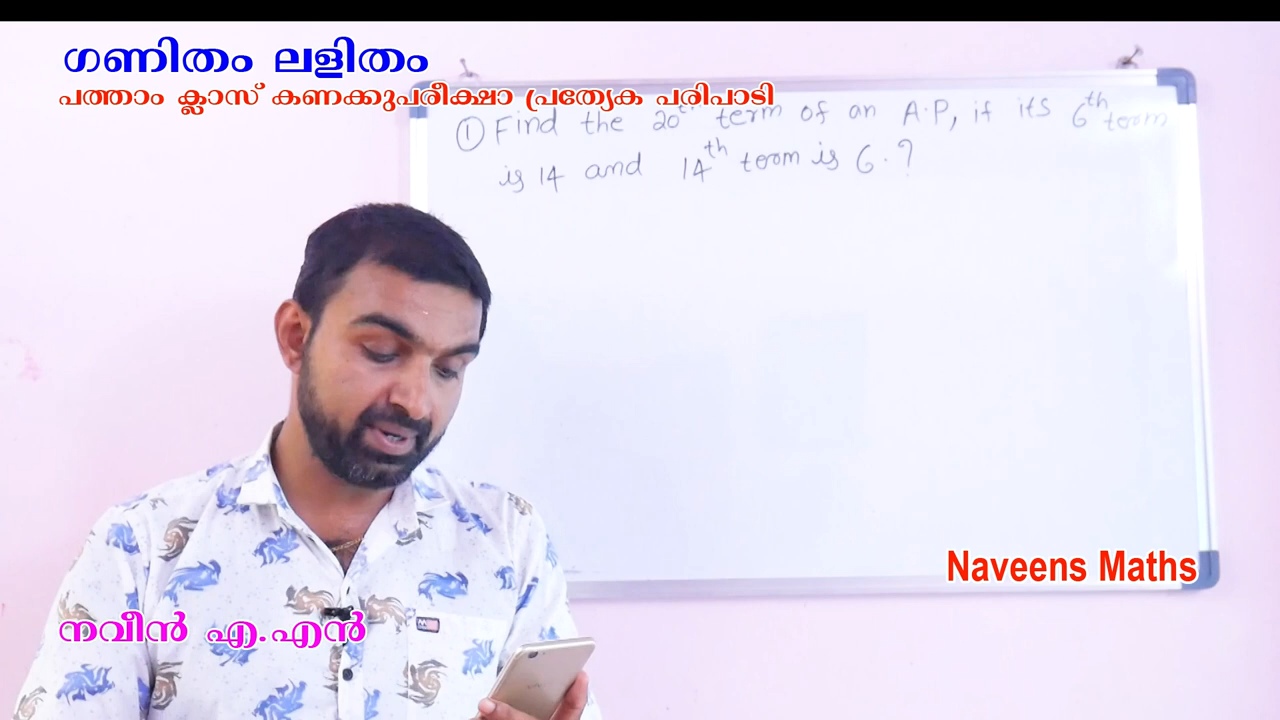 ഗണിതം ലളിതം
പത്താം ക്ലാസ് കണക്കുപരീക്ഷാ പ്രത്യേക പരിപാടി
① Find the 20th term of an A.P, if its 6th term
is 14 and 14th term is 6.?
Naveens Maths
നവീൻ എ.എൻ